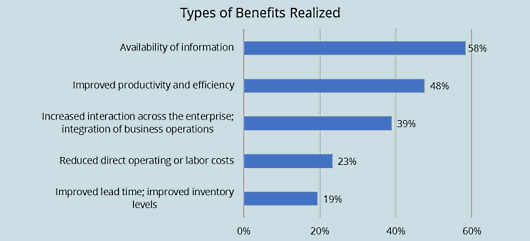 Types of Benefits Realized
Availability of information
58%
Improved productivity and efficiency
48%
Increased interaction across the enterprise;
integration of business operations
39%
Reduced direct operating or labor costs
23%
Improved lead time; improved inventory
levels
19%
0%
20%
40%
60%